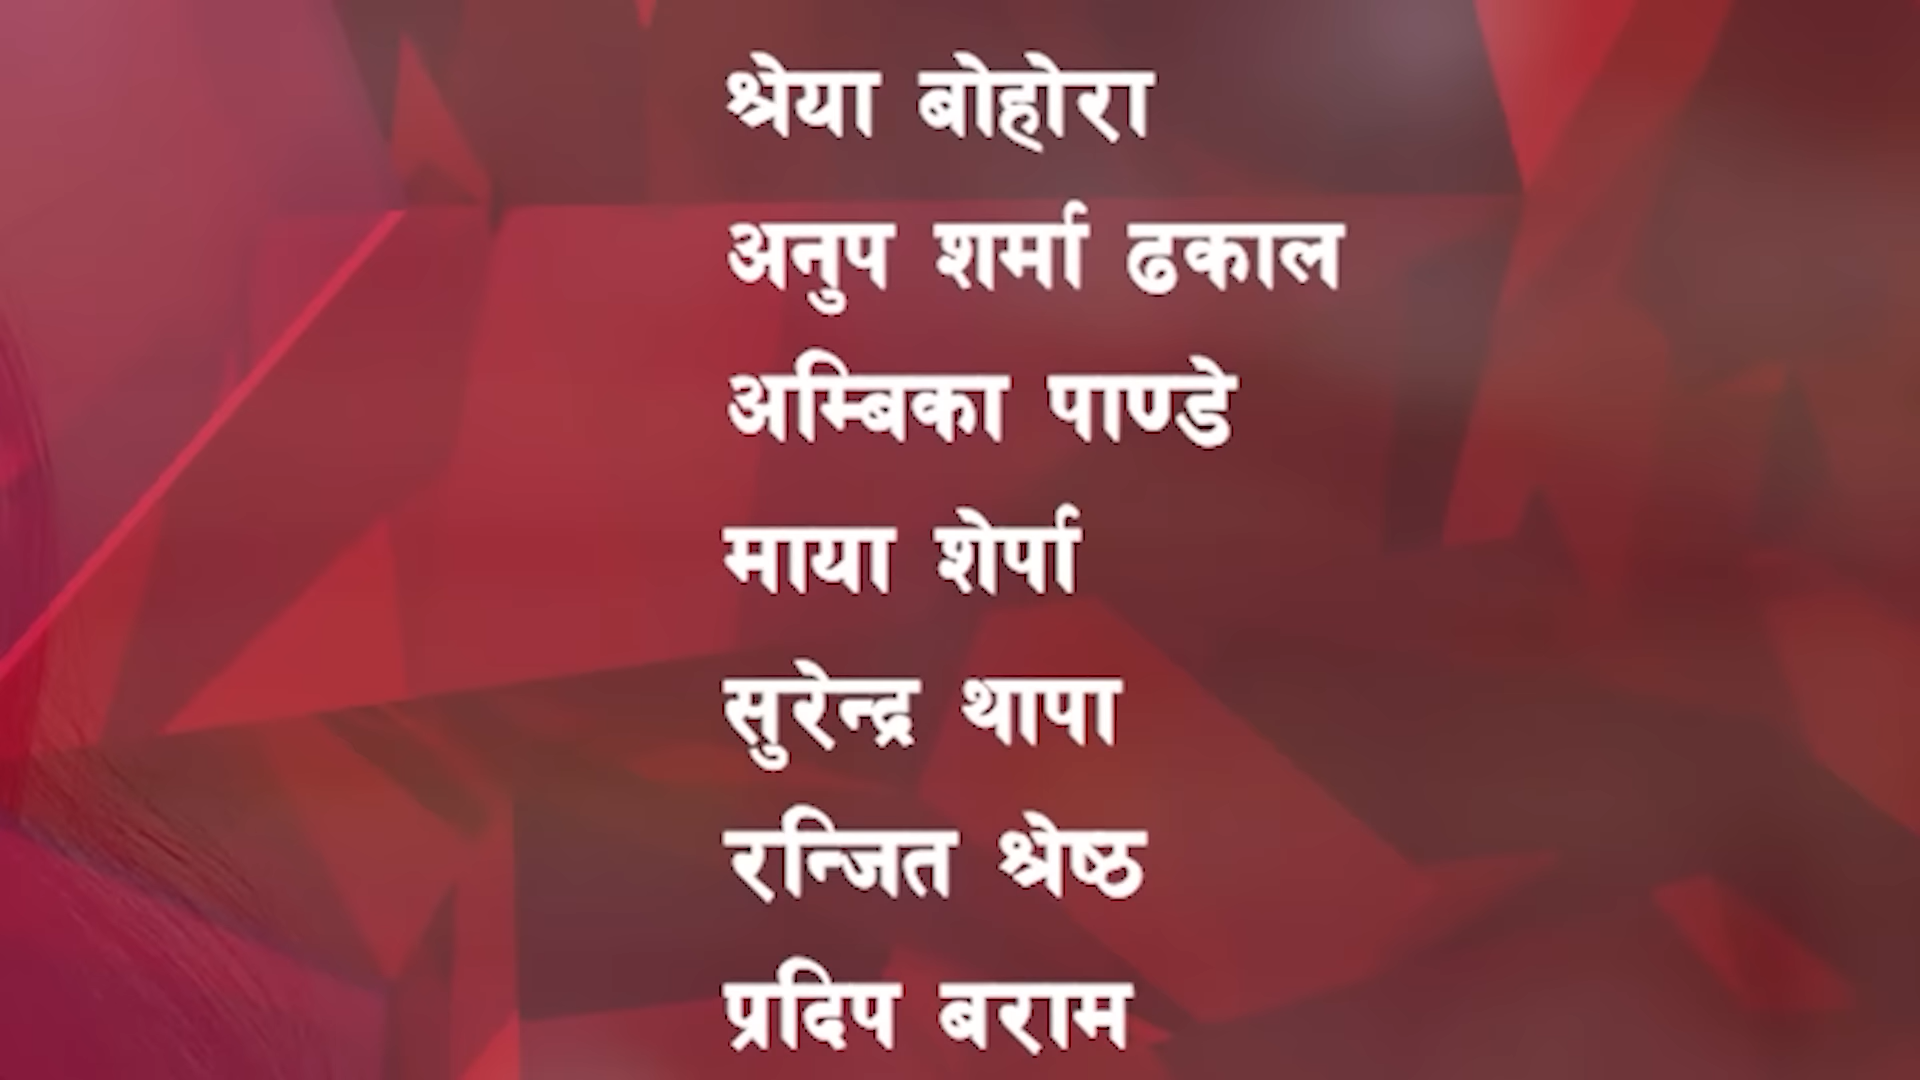 श्रेया बोहोरा
अनुप शर्मा ढकाल
अम्बिका पाण्डे
माया शेर्पा
सुरेन्द्र थापा
रन्जित श्रेष्ठ
प्रदिप बराम